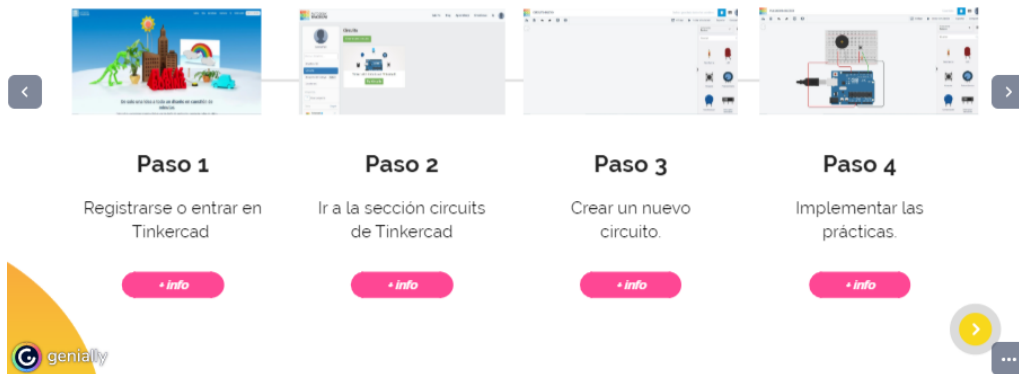 Paso 1
Registrarse o entrar en
Tinkercad
+ info
Paso 2
Ir a la sección circuits
de Tinkercad
+ info
Paso 3
Crear un nuevo
circuito.
+ info
Paso 4
Implementar las
prácticas.
+ info
genially